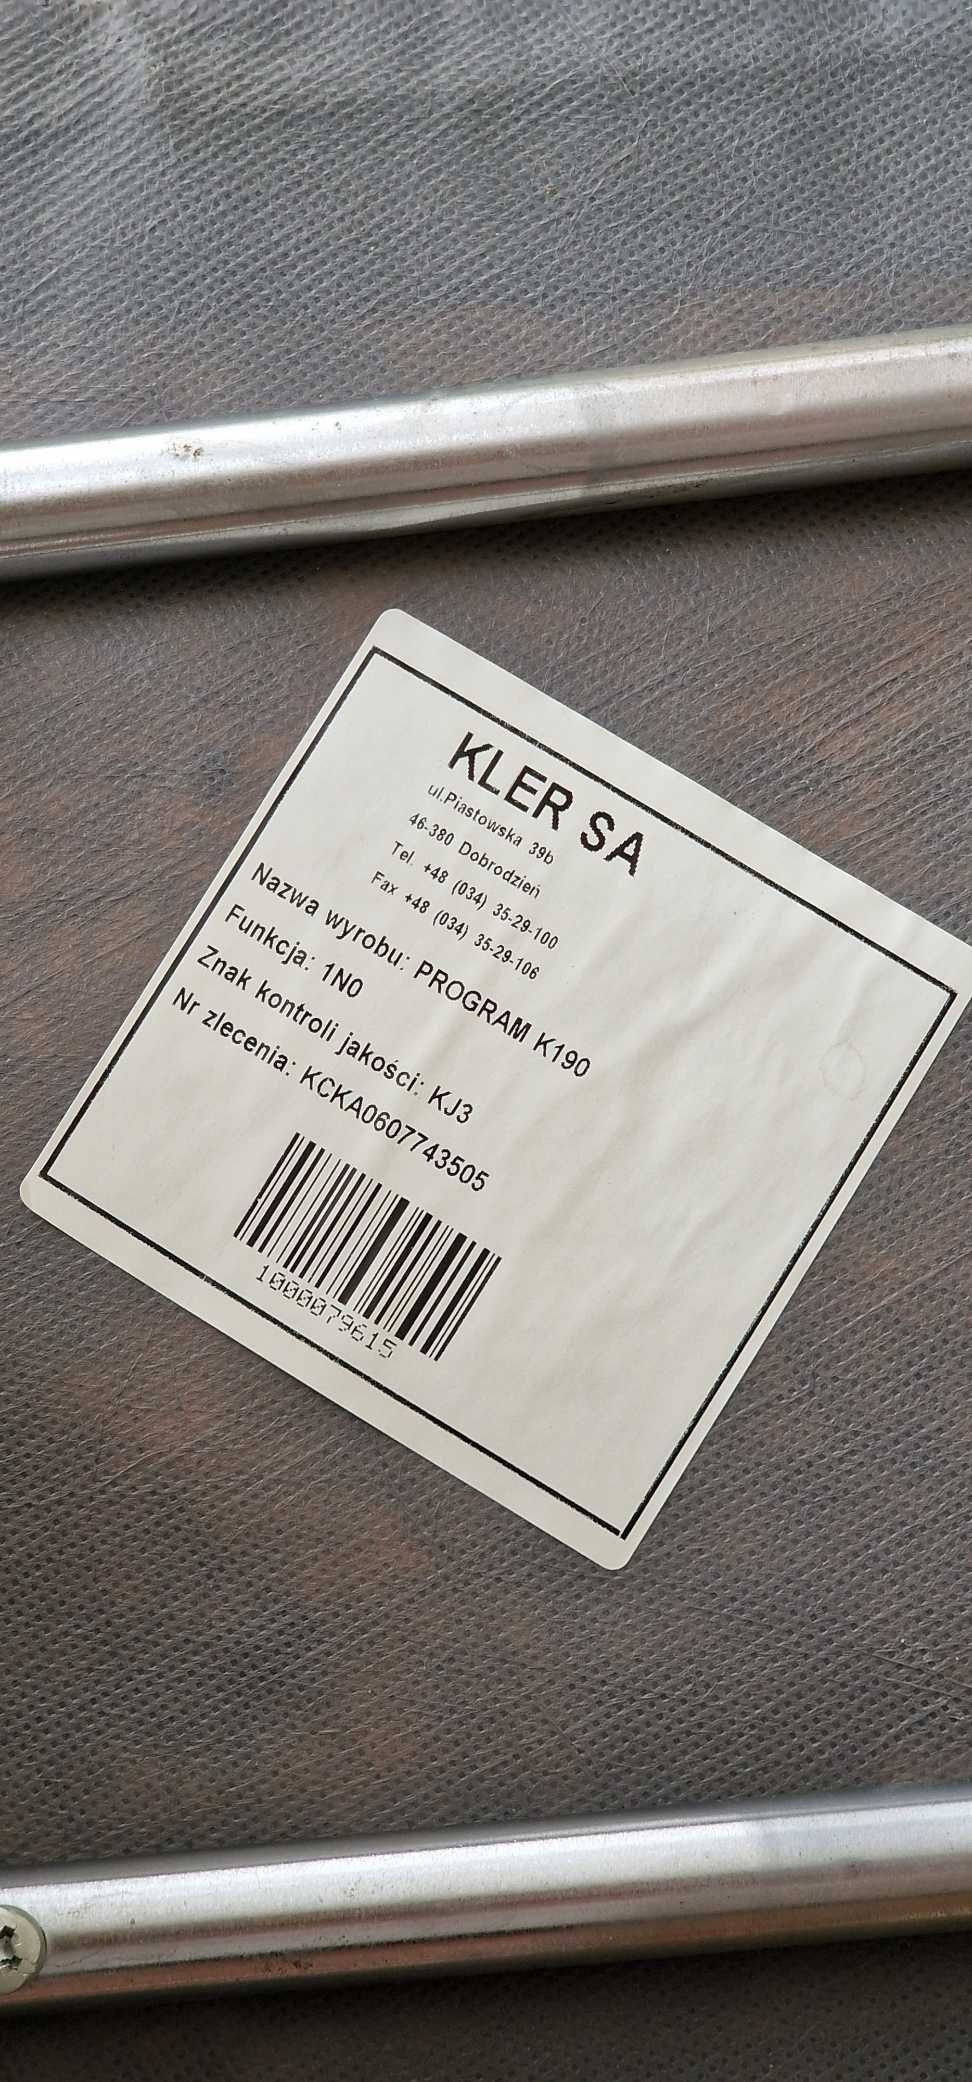 KLER SA
ul.Piastowska 39b
46-380 Dobrodzień
Tel. +48 (034) 35-29-100
Fax +48 (034) 35-29-106
Nazwa wyrobu: PROGRAM K190
Funkcja: 1N0
Znak kontroli jakości: KJ3
Nr zlecenia: KCKA0607743505
1000079615